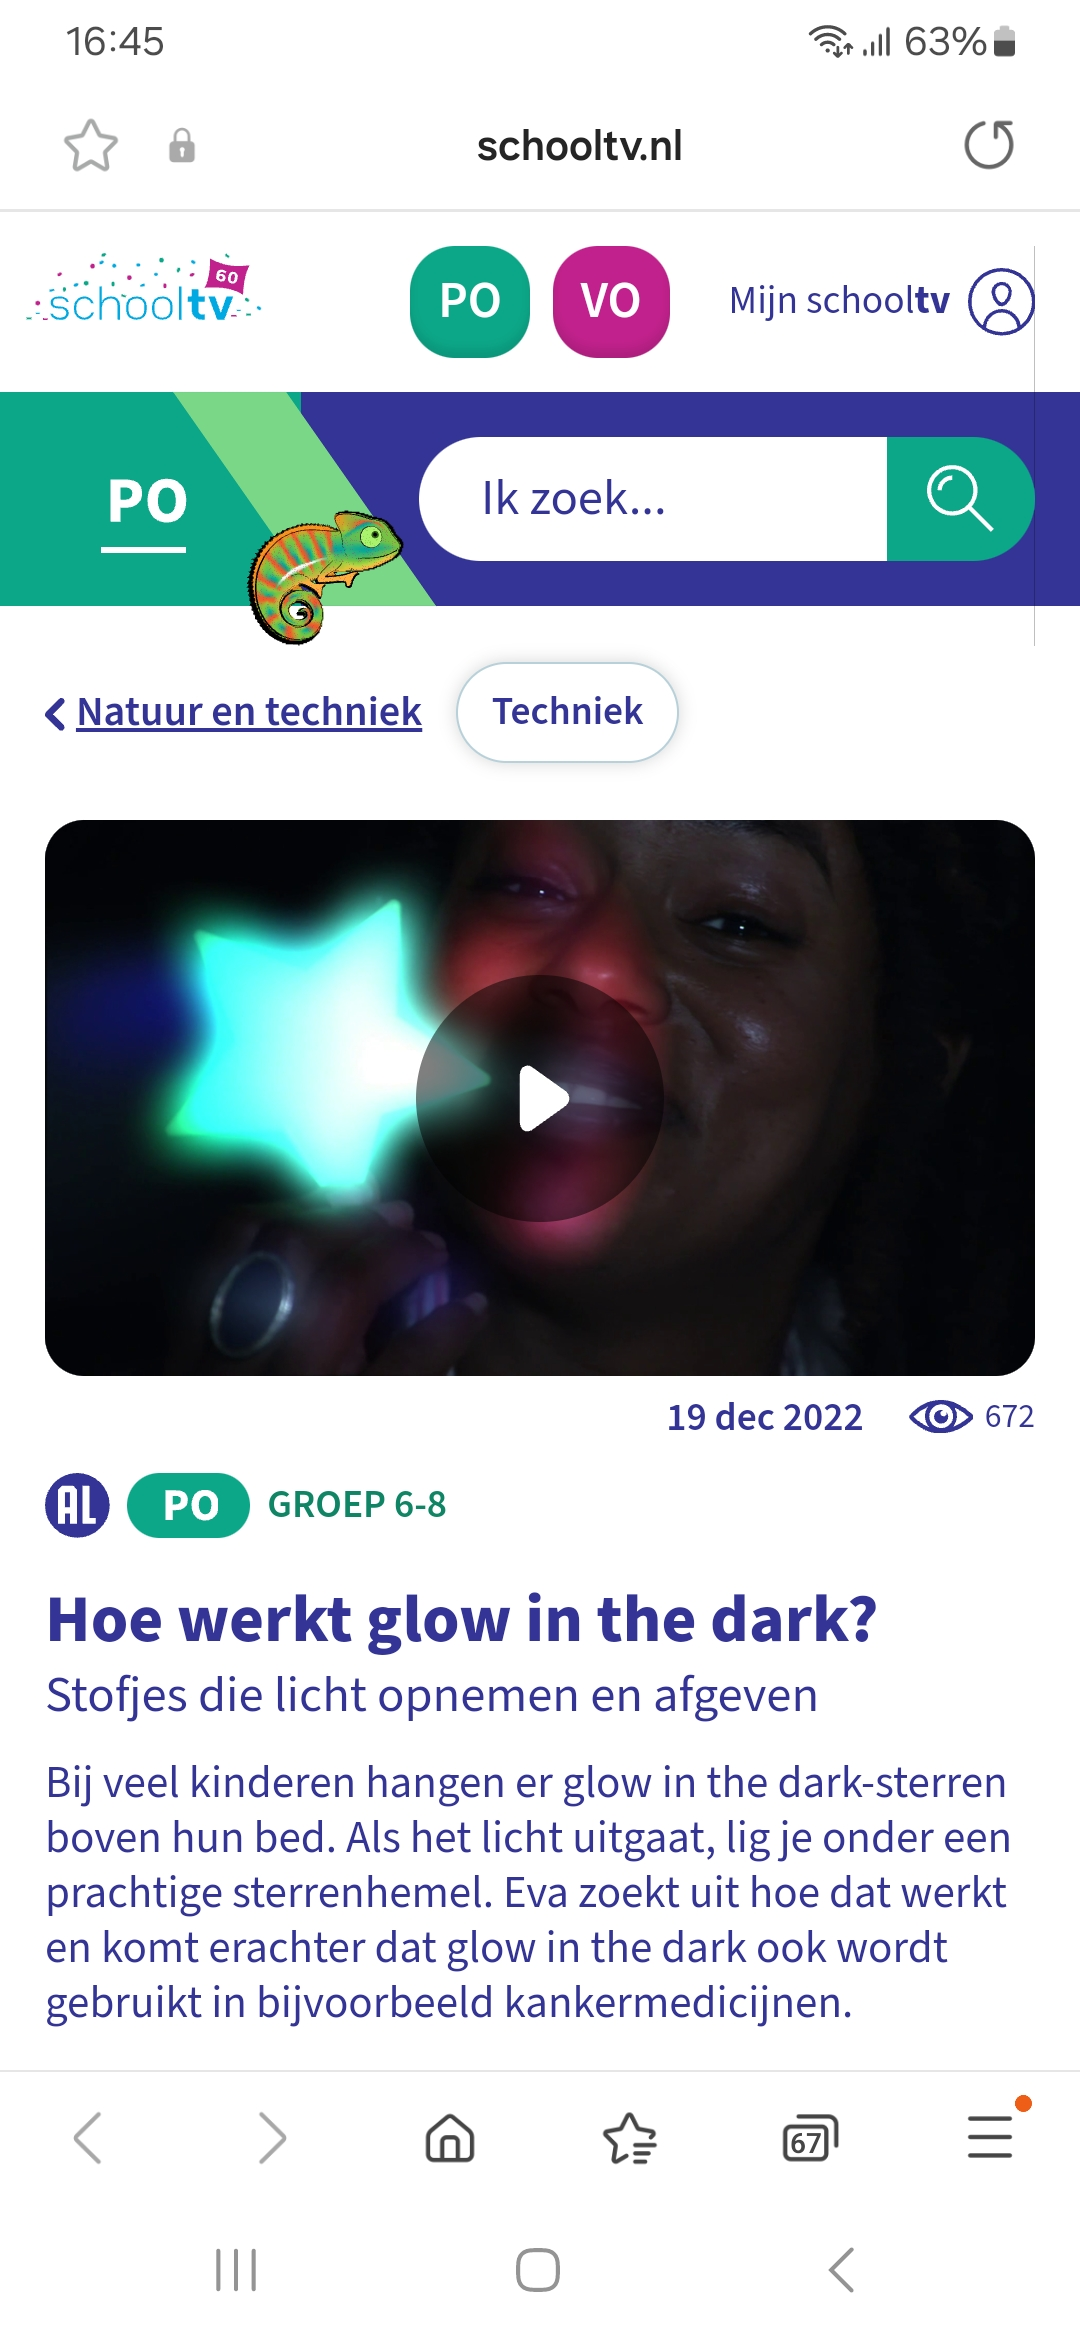 16:45
63%
schooltv.nl
60
schooltv
PO
VO
Mijn schooltv
PO
Ik zoek...
Natuur en techniek
Techniek
19 dec 2022
672
AL
PO
GROEP 6-8
Hoe werkt glow in the dark?
Stofjes die licht opnemen en afgeven
Bij veel kinderen hangen er glow in the dark-sterren
boven hun bed. Als het licht uitgaat, lig je onder een
prachtige sterrenhemel. Eva zoekt uit hoe dat werkt
en komt erachter dat glow in the dark ook wordt
gebruikt in bijvoorbeeld kankermedicijnen.
67